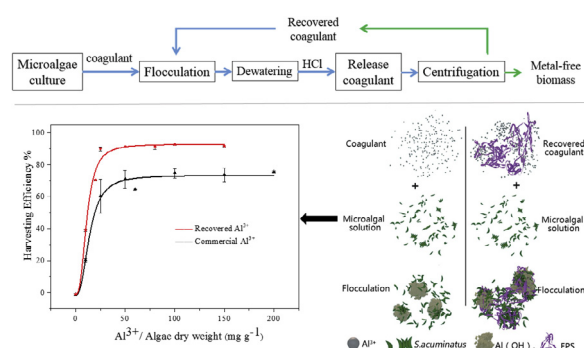 Recovered
coagulant
Microalgae
culture
coagulant
Flocculation
Dewatering
HCl
Release
coagulant
Centrifugation
Metal-free
biomass
Harvesting Efficiency %
100
80
60
40
20
0
Recovered Al³⁺
Commercial Al³⁺
0 50 100 150 200
Al³⁺/ Algae dry weight (mg g⁻¹)
Coagulant
Recovered
coagulant
+ +
Microalgal
solution
Microalgal
solution
Flocculation
Flocculation
Al³⁺
S.acuminatus
Al ( OH )
EPS